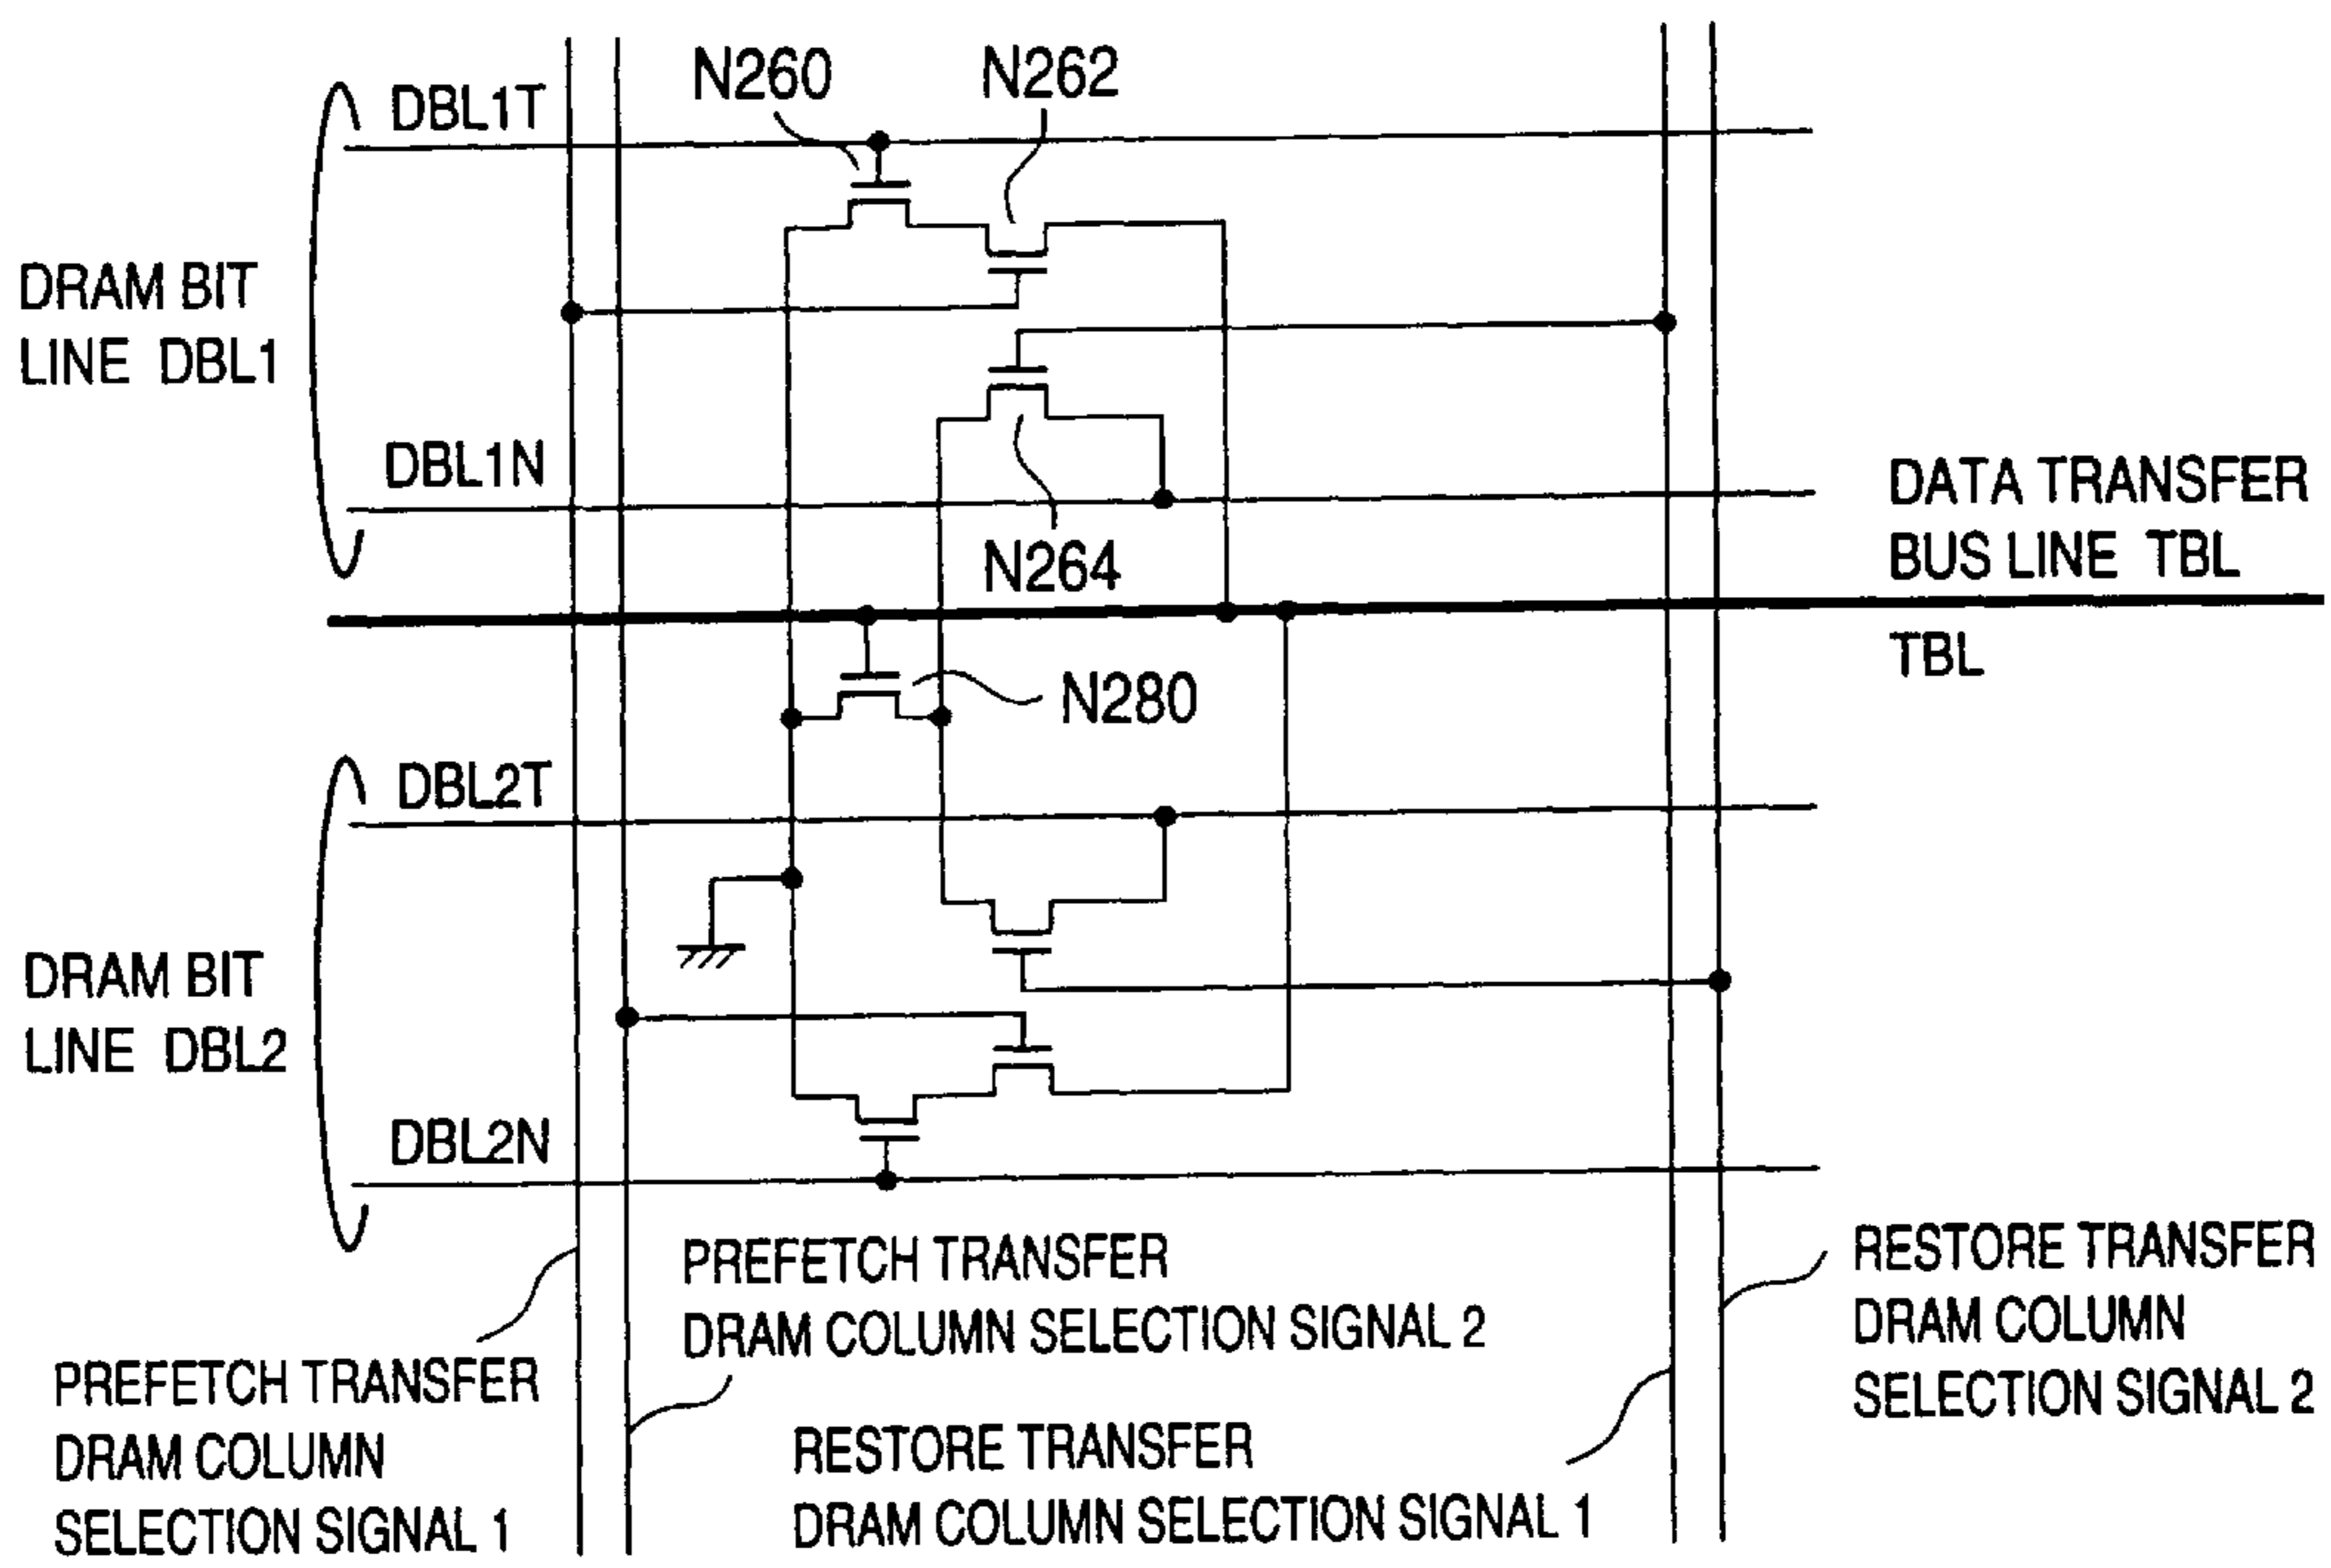 N260
N262
DBL1T
DRAM BIT
LINE DBL1
DBL1N
N264
DATA TRANSFER
BUS LINE TBL
TBL
N280
DBL2T
DRAM BIT
LINE DBL2
DBL2N
PREFETCH TRANSFER
DRAM COLUMN SELECTION SIGNAL 2
RESTORE TRANSFER
DRAM COLUMN
SELECTION SIGNAL 2
PREFETCH TRANSFER
DRAM COLUMN
SELECTION SIGNAL 1
RESTORE TRANSFER
DRAM COLUMN SELECTION SIGNAL 1